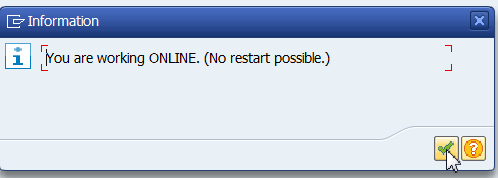 Information
You are working ONLINE. (No restart possible.)